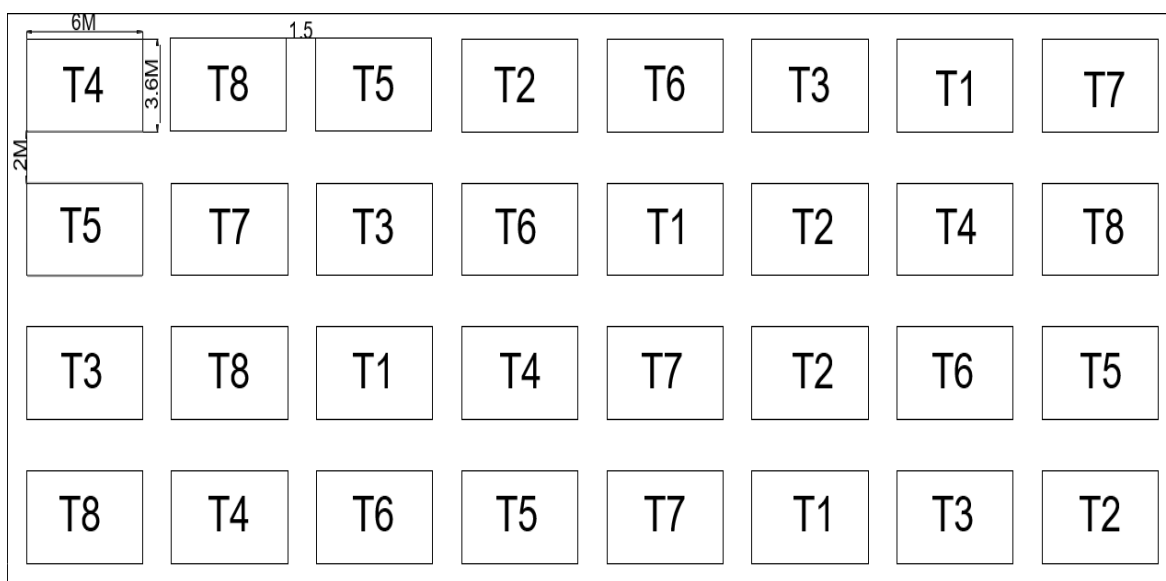 6M 1.5
T4 T8 T5 T2 T6 T3 T1 T7
3.6M
2M
T5 T7 T3 T6 T1 T2 T4 T8
T3 T8 T1 T4 T7 T2 T6 T5
T8 T4 T6 T5 T7 T1 T3 T2